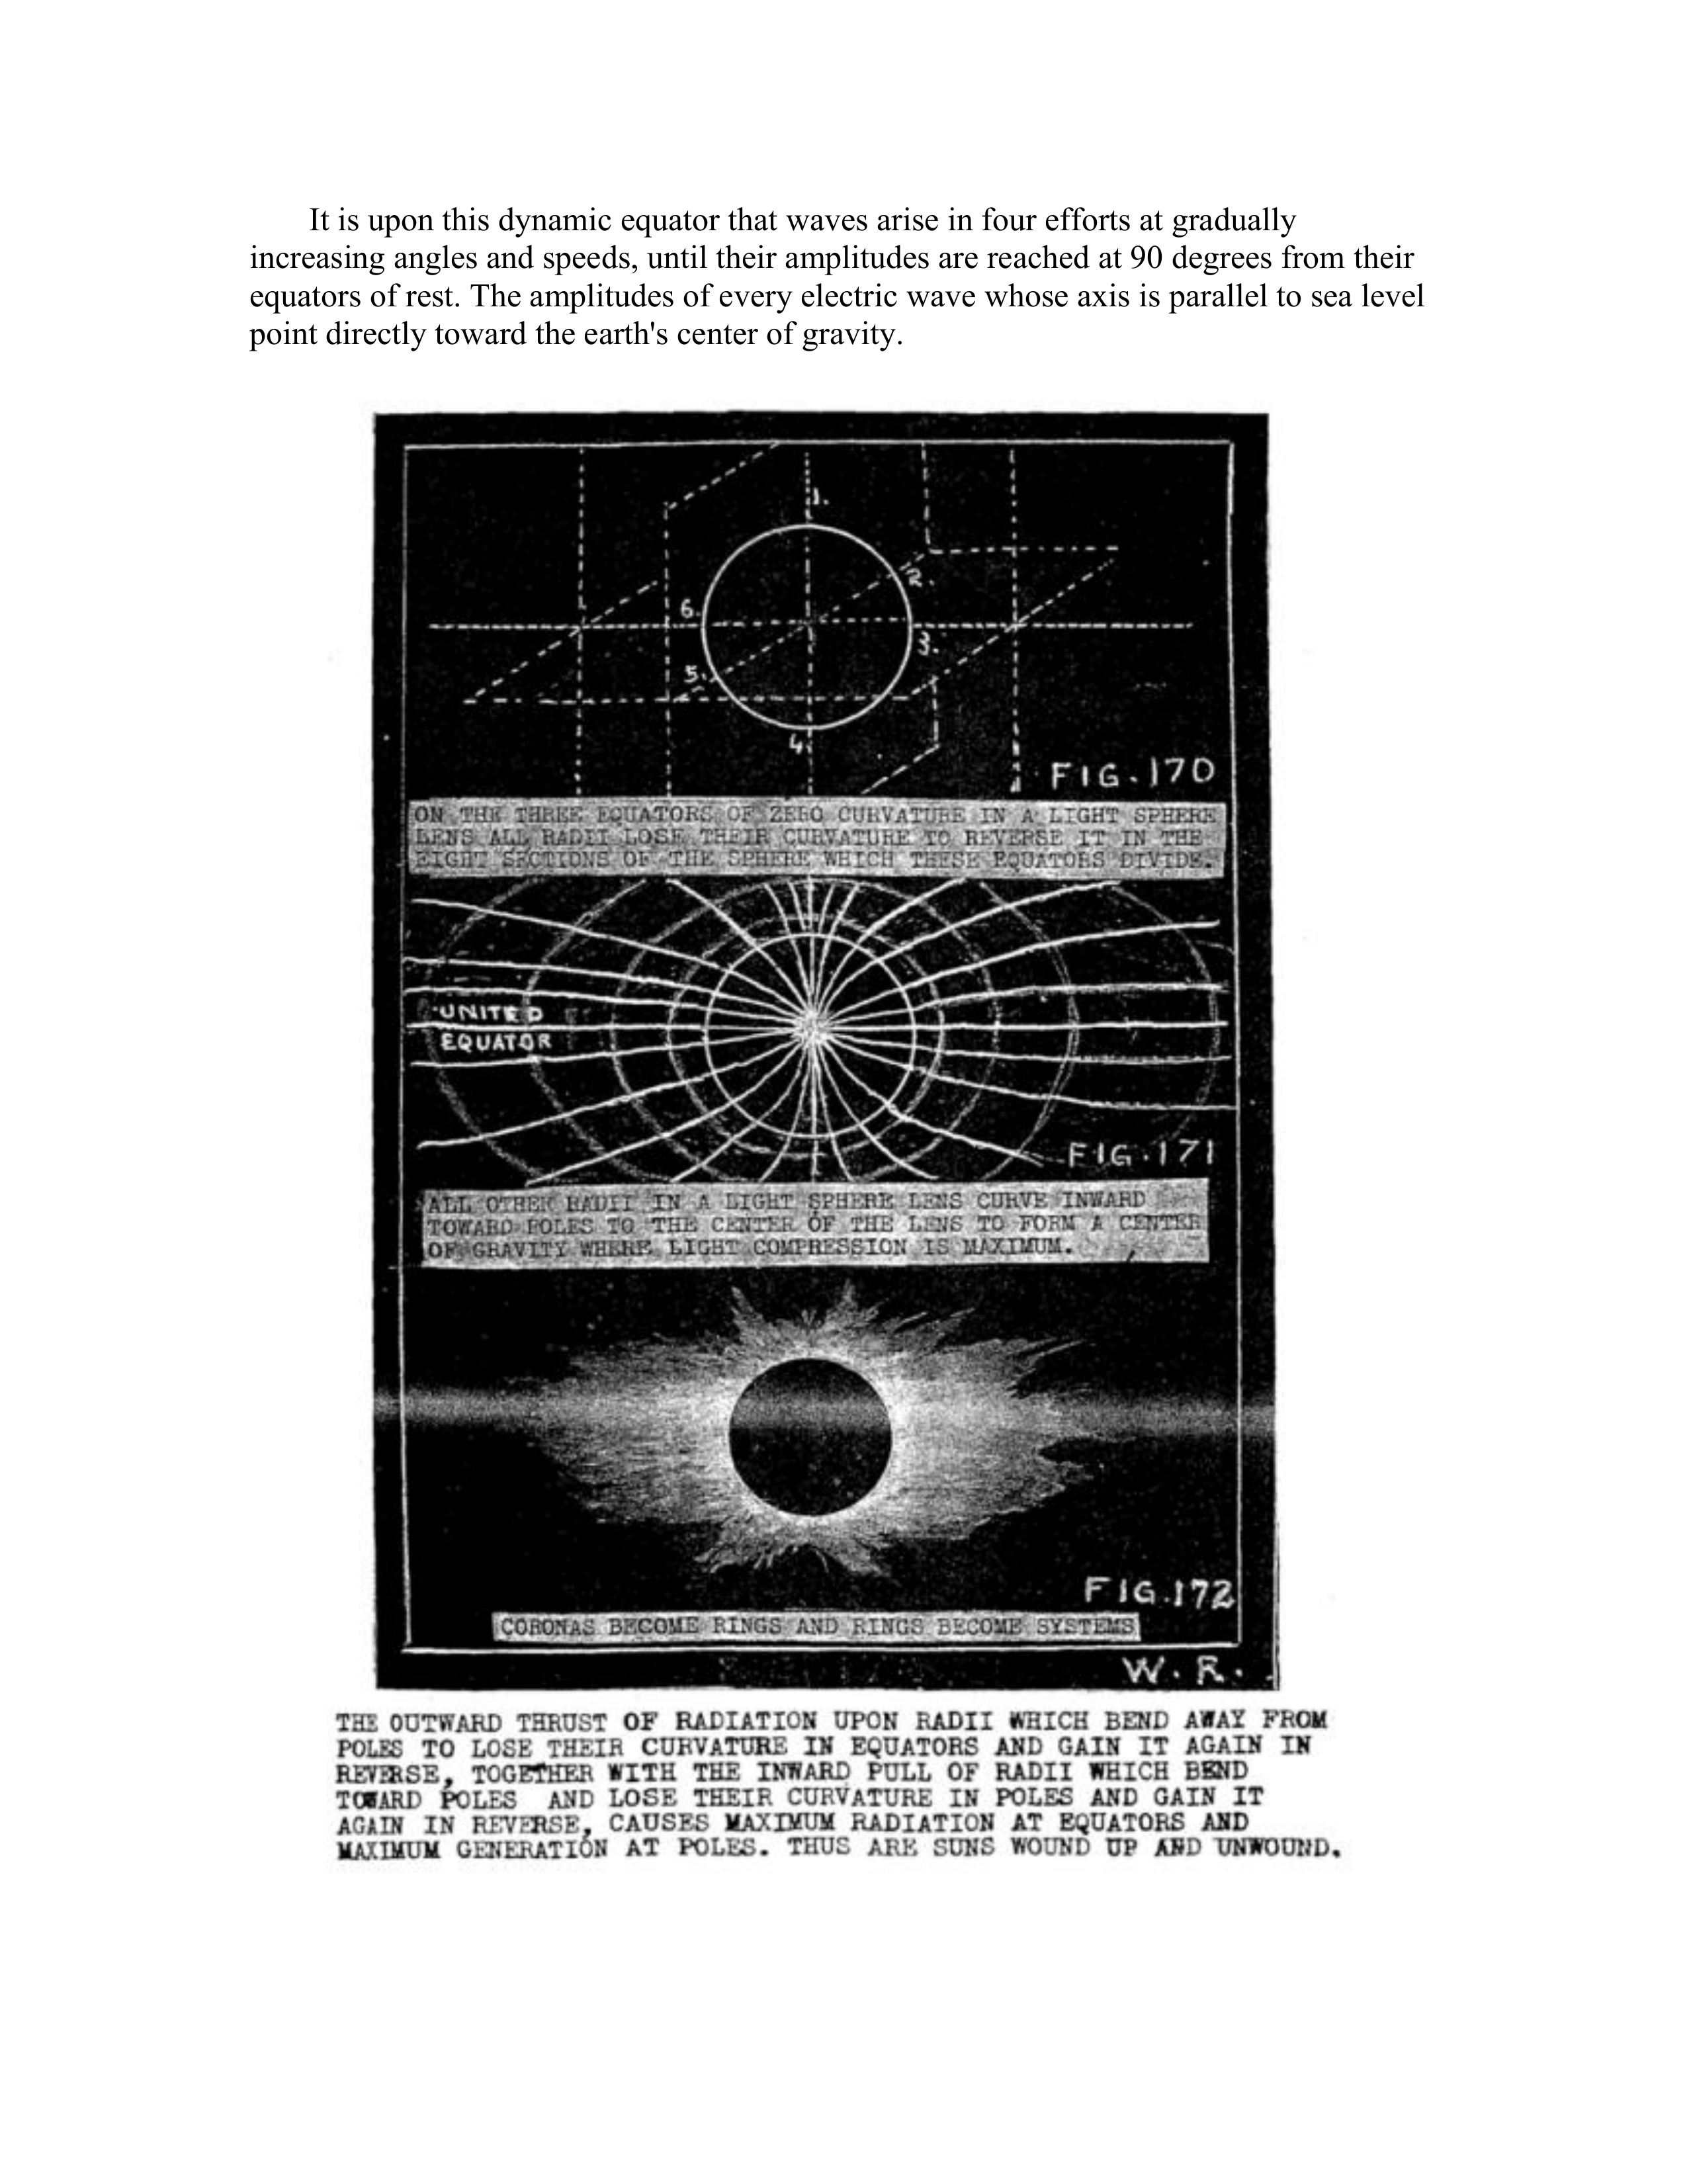 It is upon this dynamic equator that waves arise in four efforts at gradually
increasing angles and speeds, until their amplitudes are reached at 90 degrees from their
equators of rest. The amplitudes of every electric wave whose axis is parallel to sea level
point directly toward the earth's center of gravity.
1.
2.
6.
3.
5.
4.
FIG.170
ON THE THREE EQUATORS OF ZERO CURVATURE IN A LIGHT SPHERE
LENS ALL RADII LOSE THEIR CURVATURE TO REVERSE IT IN THE
EIGHT SECTIONS OF THE SPHERE WHICH THESE EQUATORS DIVIDE.
UNITED
EQUATOR
FIG.171
ALL OTHER RADII IN A LIGHT SPHERE LENS CURVE INWARD
TOWARD POLES TO THE CENTER OF THE LENS TO FORM A CENTER
OF GRAVITY WHERE LIGHT COMPRESSION IS MAXIMUM.
FIG.172
CORONAS BECOME RINGS AND RINGS BECOME SYSTEMS
W. R.
THE OUTWARD THRUST OF RADIATION UPON RADII WHICH BEND AWAY FROM
POLES TO LOSE THEIR CURVATURE IN EQUATORS AND GAIN IT AGAIN IN
REVERSE, TOGETHER WITH THE INWARD PULL OF RADII WHICH BEND
TOWARD POLES AND LOSE THEIR CURVATURE IN POLES AND GAIN IT
AGAIN IN REVERSE, CAUSES MAXIMUM RADIATION AT EQUATORS AND
MAXIMUM GENERATION AT POLES. THUS ARE SUNS WOUND UP AND UNWOUND.